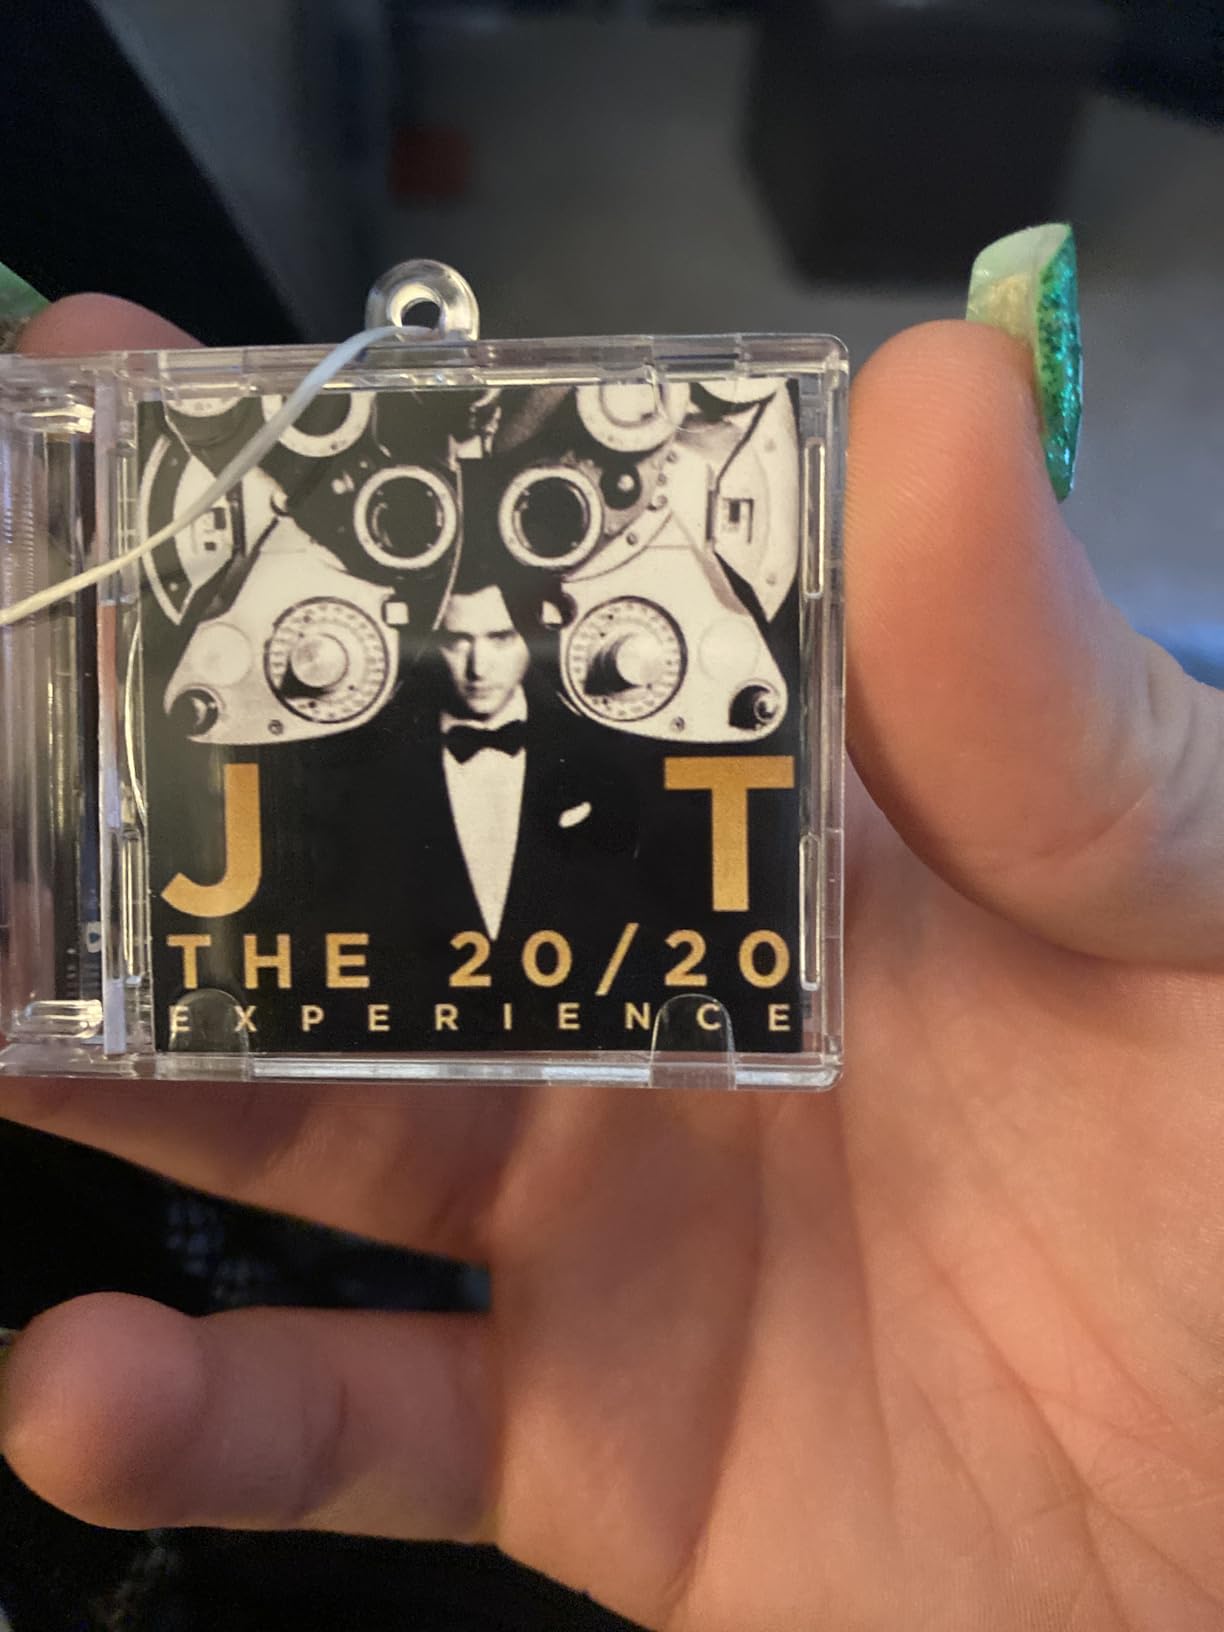 J T
THE 20/20
EXPERIENCE